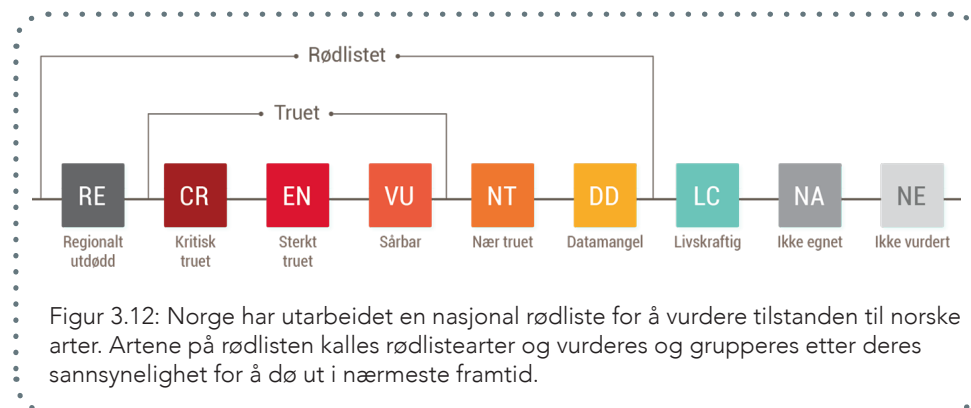 Rødlistet
Truet
RE CR EN VU NT DD LC NA NE
Regionalt Kritisk Sterkt Sårbar Nær truet Datamangel Livskraftig Ikke egnet Ikke vurdert
utdødd truet truet
Figur 3.12: Norge har utarbeidet en nasjonal rødliste for å vurdere tilstanden til norske
arter. Artene på rødlisten kalles rødlistearter og vurderes og grupperes etter deres
sannsynelighet for å dø ut i nærmeste framtid.